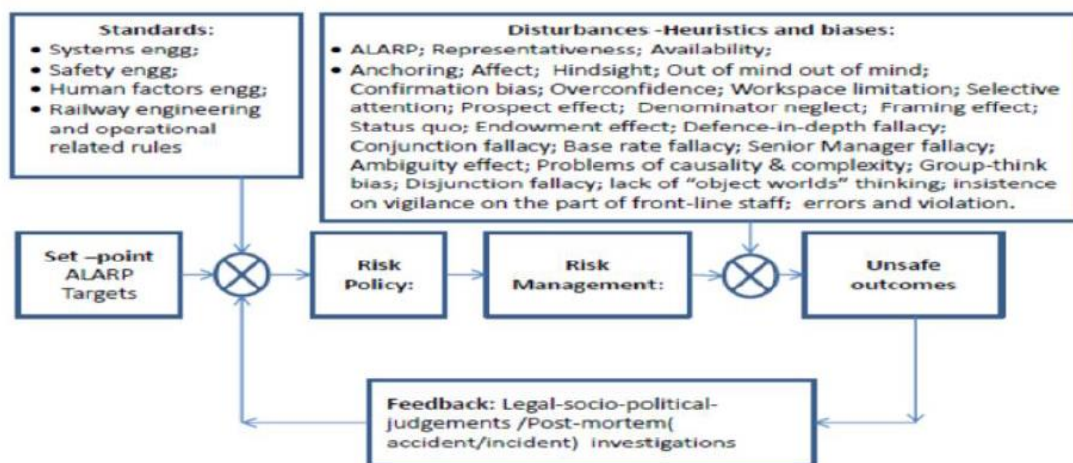 Standards:
• Systems engg;
• Safety engg;
• Human factors engg;
• Railway engineering
and operational
related rules
Disturbances -Heuristics and biases:
• ALARP; Representativeness; Availability;
• Anchoring; Affect; Hindsight; Out of mind out of mind;
Confirmation bias; Overconfidence; Workspace limitation; Selective
attention; Prospect effect; Denominator neglect; Framing effect;
Status quo; Endowment effect; Defence-in-depth fallacy;
Conjunction fallacy; Base rate fallacy; Senior Manager fallacy;
Ambiguity effect; Problems of causality & complexity; Group-think
bias; Disjunction fallacy; lack of “object worlds” thinking; insistence
on vigilance on the part of front-line staff; errors and violation.
Set –point
ALARP
Targets
Risk
Policy:
Risk
Management:
Unsafe
outcomes
Feedback: Legal-socio-political-
judgements /Post-mortem(
accident/incident) investigations